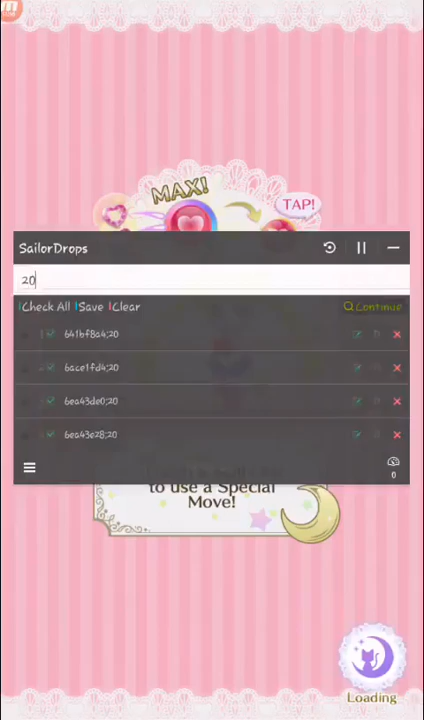 MAX!
TAP!
SailorDrops
20
Check All Save Clear
Continue
641bf8a4;20
6ace1fd4;20
6ea43de0;20
6ea43e28;20
0
to use a Special
Move!
Loading